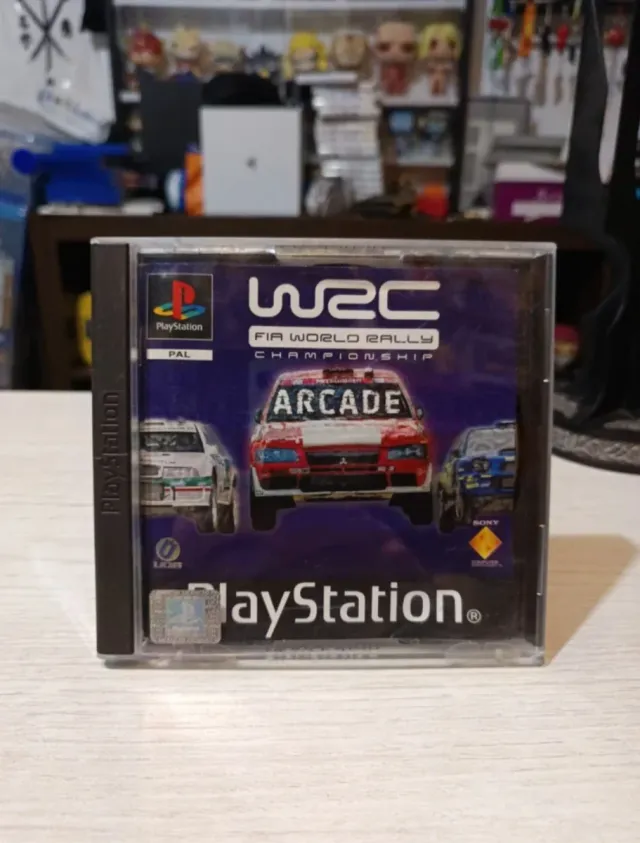 PlayStation
PAL
WRC
FIA WORLD RALLY
CHAMPIONSHIP
ARCADE
PlayStation
SONY
PlayStation®